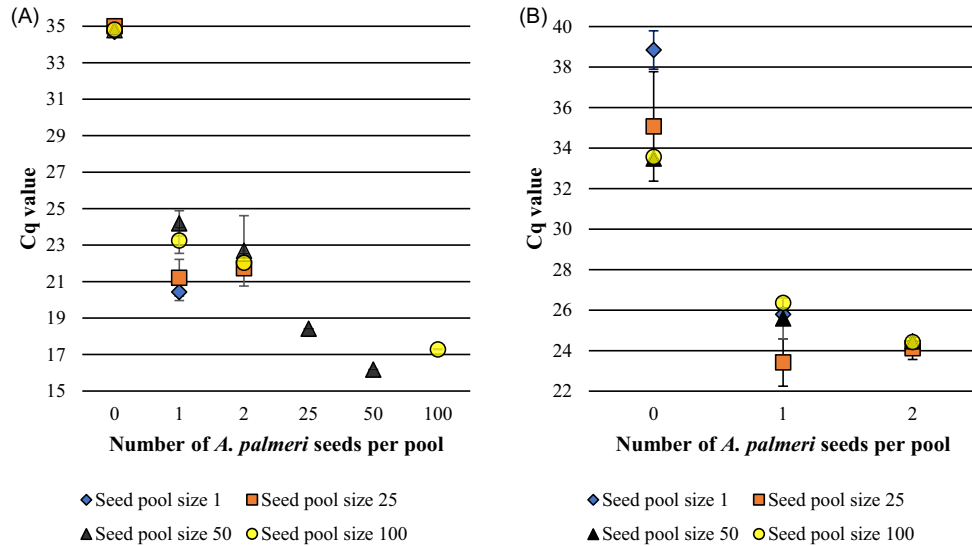 (A)
Cq value
35
33
31
29
27
25
23
21
19
17
15
0 1 2 25 50 100
Number of A. palmeri seeds per pool
Seed pool size 1 Seed pool size 25
Seed pool size 50 Seed pool size 100
(B)
Cq value
40
38
36
34
32
30
28
26
24
22
0 1 2
Number of A. palmeri seeds per pool
Seed pool size 1 Seed pool size 25
Seed pool size 50 Seed pool size 100